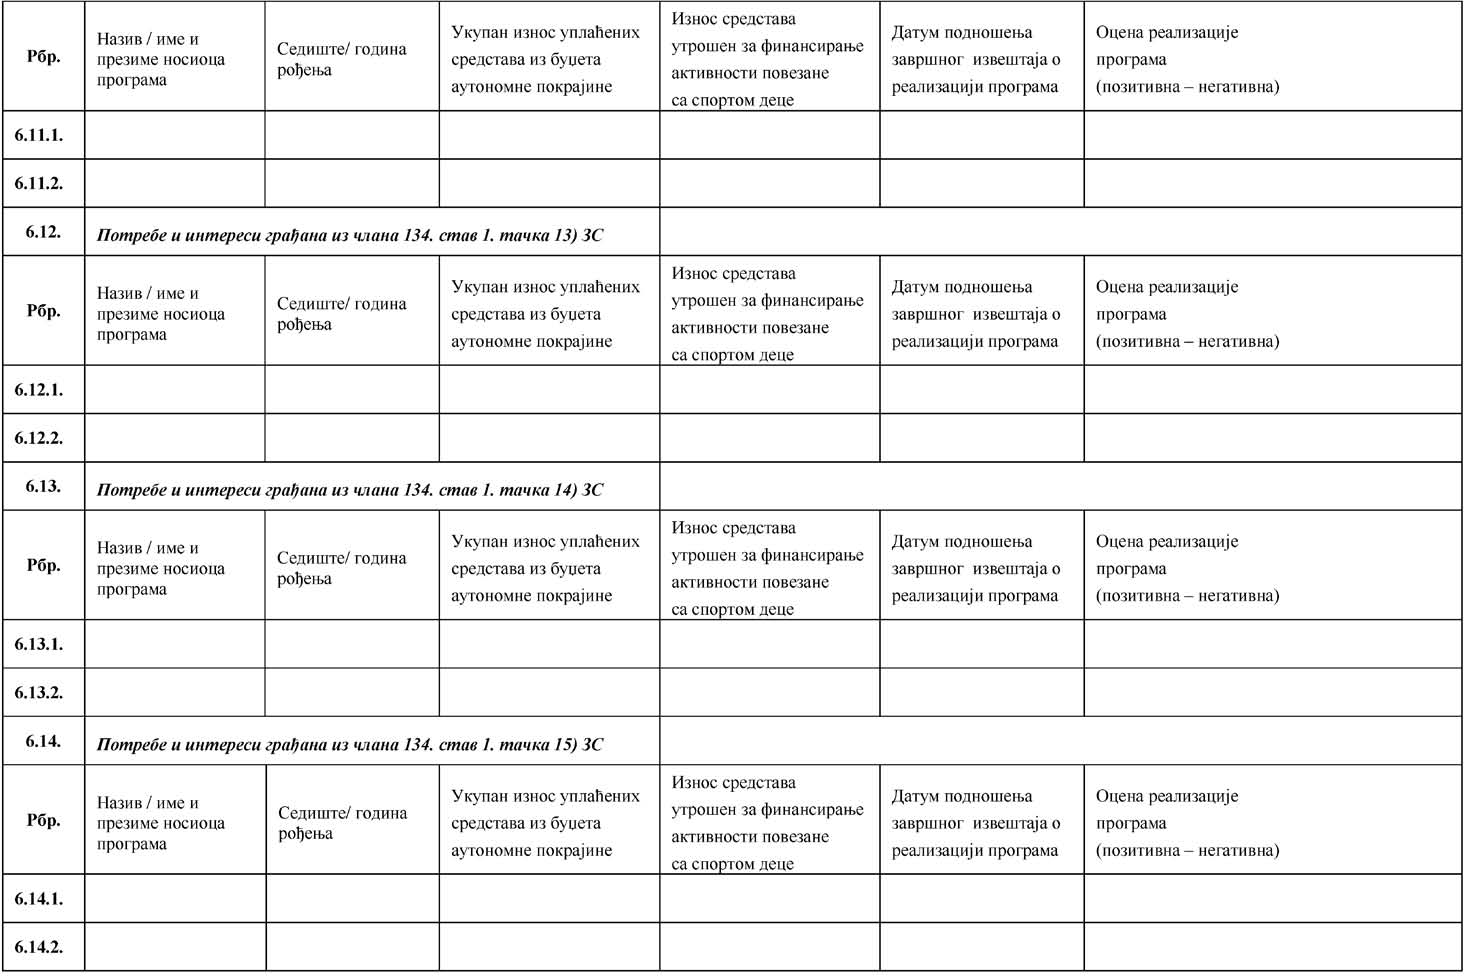 Рбр.
Назив / име и
презиме носиоца
програма
Седиште/ година
рођења
Укупан износ уплаћених
средстава из буџета
аутономне покрајине
Износ средстава
утрошен за финансирање
активности повезане
са спортом деце
Датум подношења
завршног извештаја о
реализацији програма
Оцена реализације
програма
(позитивна – негативна)
6.11.1.
6.11.2.
6.12.
Потребе и интереси грађана из члана 134. став 1. тачка 13) ЗС
Рбр.
Назив / име и
презиме носиоца
програма
Седиште/ година
рођења
Укупан износ уплаћених
средстава из буџета
аутономне покрајине
Износ средстава
утрошен за финансирање
активности повезане
са спортом деце
Датум подношења
завршног извештаја о
реализацији програма
Оцена реализације
програма
(позитивна – негативна)
6.12.1.
6.12.2.
6.13.
Потребе и интереси грађана из члана 134. став 1. тачка 14) ЗС
Рбр.
Назив / име и
презиме носиоца
програма
Седиште/ година
рођења
Укупан износ уплаћених
средстава из буџета
аутономне покрајине
Износ средстава
утрошен за финансирање
активности повезане
са спортом деце
Датум подношења
завршног извештаја о
реализацији програма
Оцена реализације
програма
(позитивна – негативна)
6.13.1.
6.13.2.
6.14.
Потребе и интереси грађана из члана 134. став 1. тачка 15) ЗС
Рбр.
Назив / име и
презиме носиоца
програма
Седиште/ година
рођења
Укупан износ уплаћених
средстава из буџета
аутономне покрајине
Износ средстава
утрошен за финансирање
активности повезане
са спортом деце
Датум подношења
завршног извештаја о
реализацији програма
Оцена реализације
програма
(позитивна – негативна)
6.14.1.
6.14.2.